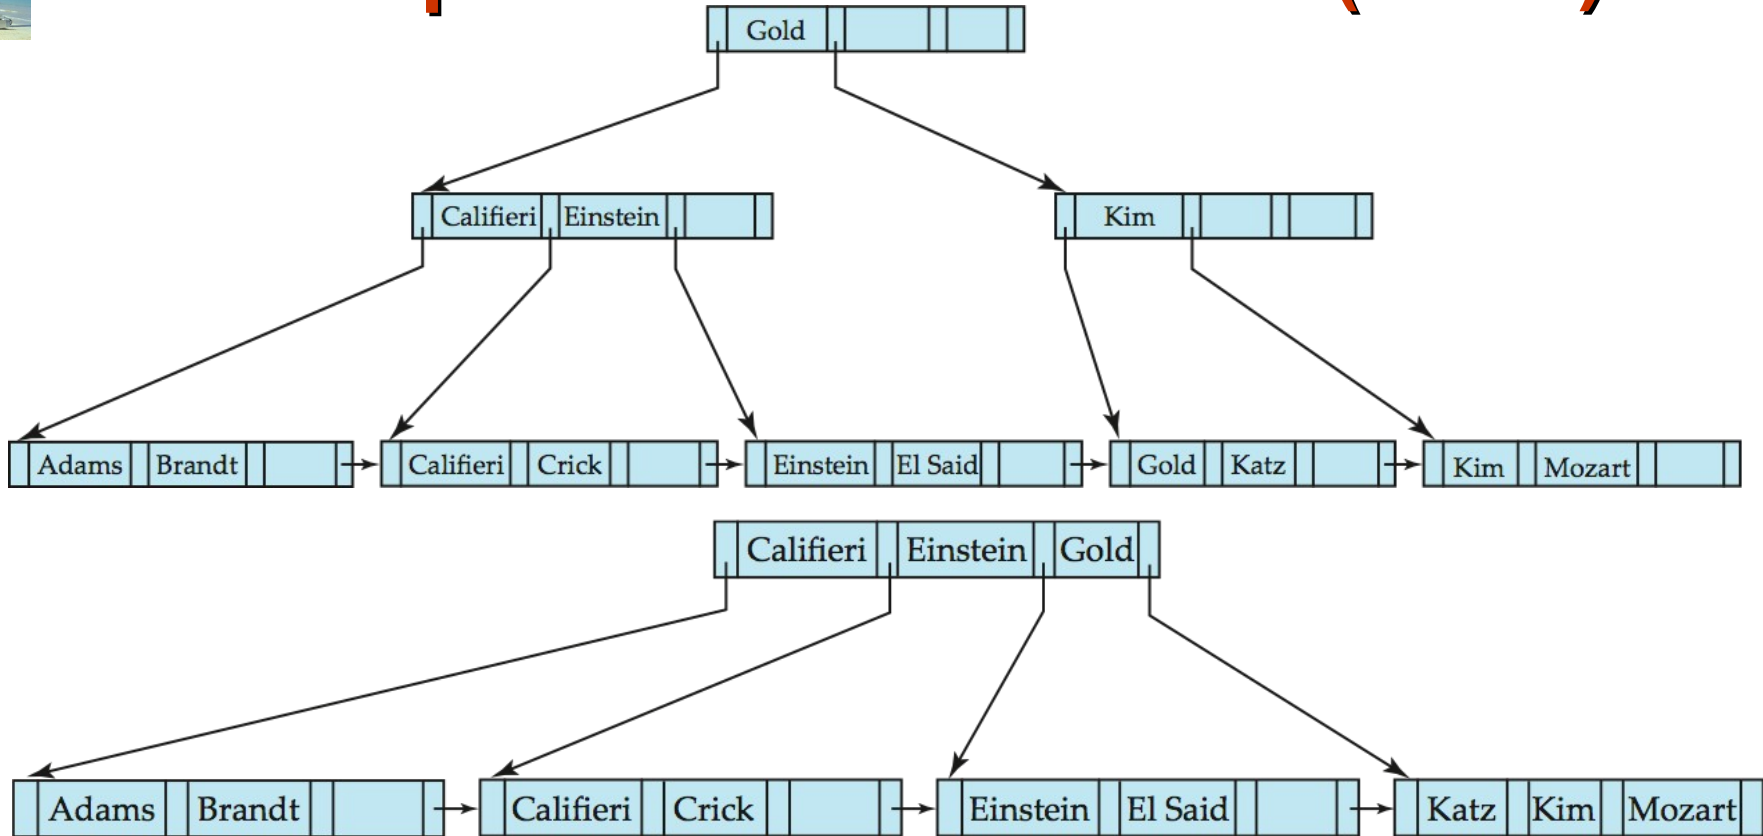 Gold
Califieri Einstein
Kim
Adams Brandt
Califieri Crick
Einstein El Said
Gold Katz
Kim Mozart
Califieri Einstein Gold
Adams Brandt
Califieri Crick
Einstein El Said
Katz Kim Mozart